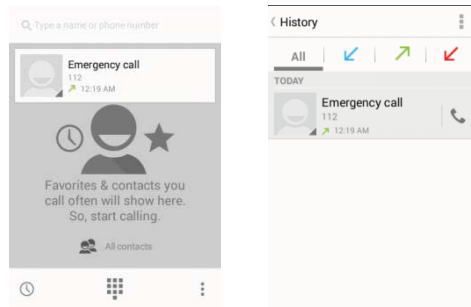 Type a name or phone number
Emergency call
112
12:19 AM
Favorites & contacts you
call often will show here.
So, start calling.
All contacts
History
All
TODAY
Emergency call
112
12:19 AM